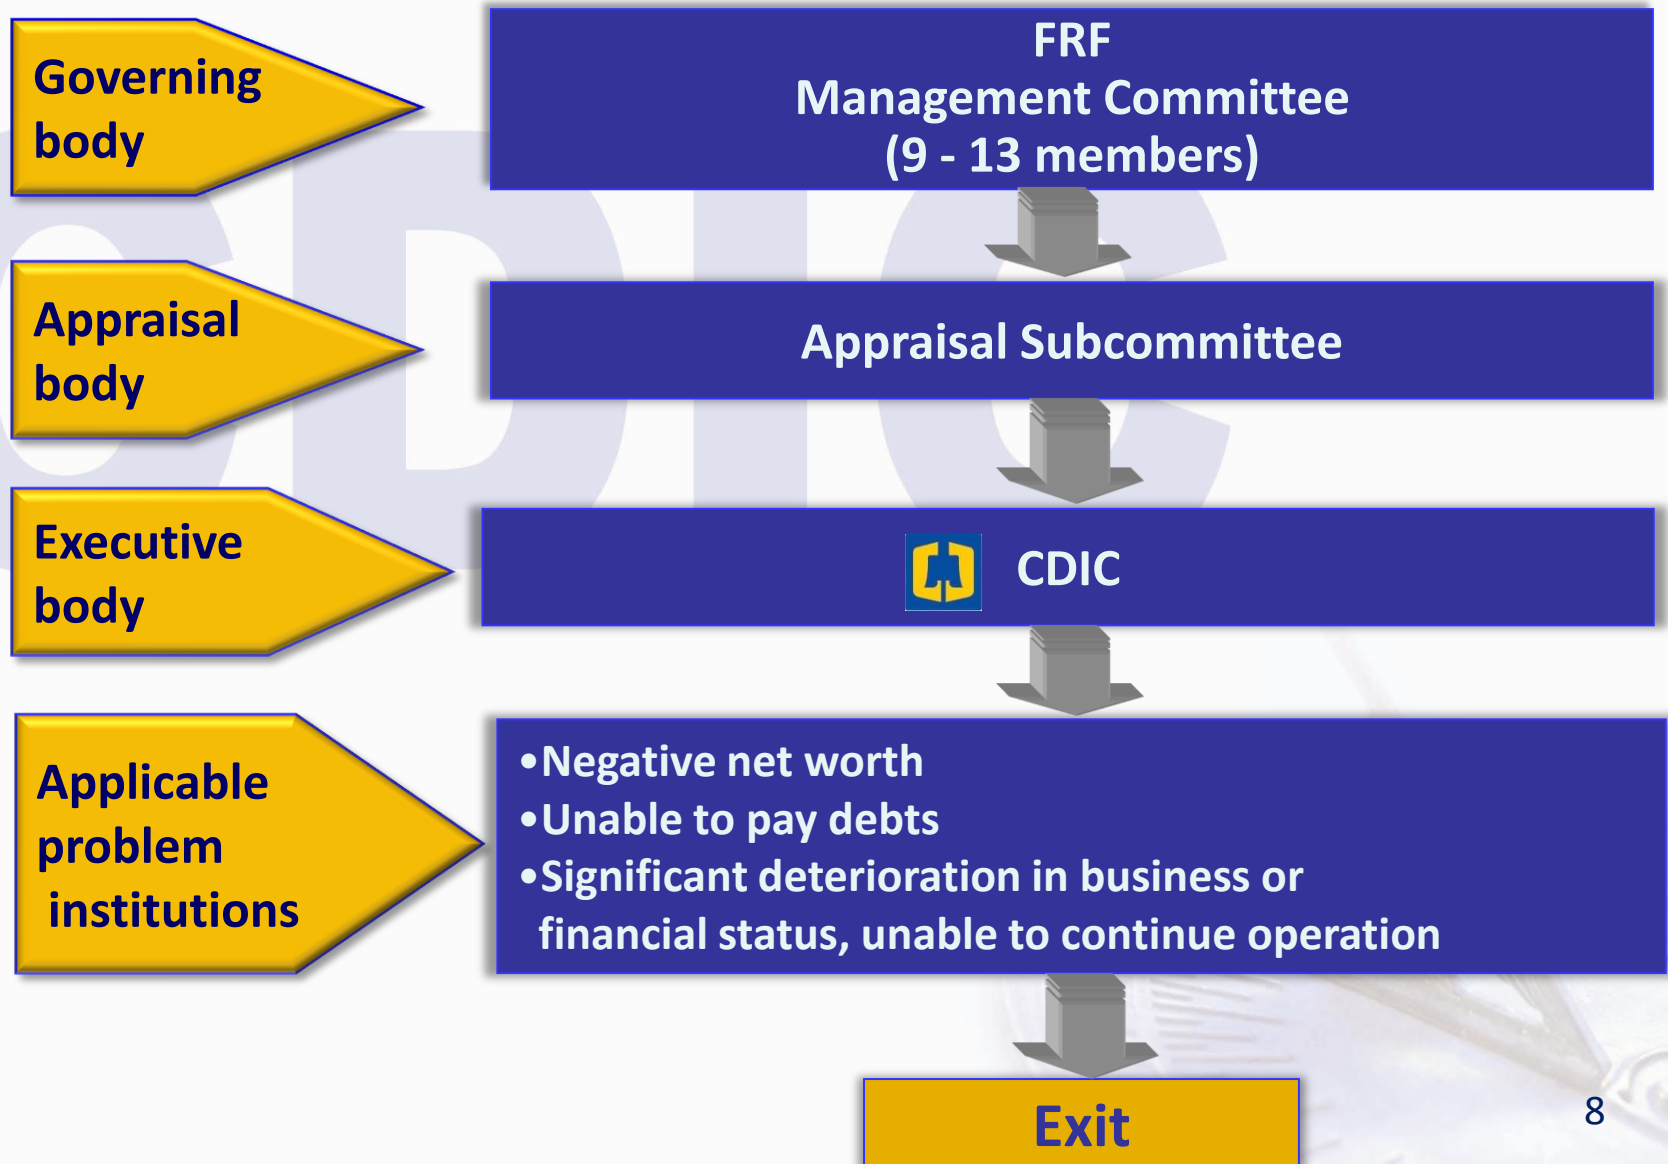 Governing
body
FRF
Management Committee
(9 - 13 members)
Appraisal
body
Appraisal Subcommittee
Executive
body
CDIC
Applicable
problem
institutions
•Negative net worth
•Unable to pay debts
•Significant deterioration in business or
financial status, unable to continue operation
Exit
8
CDIC